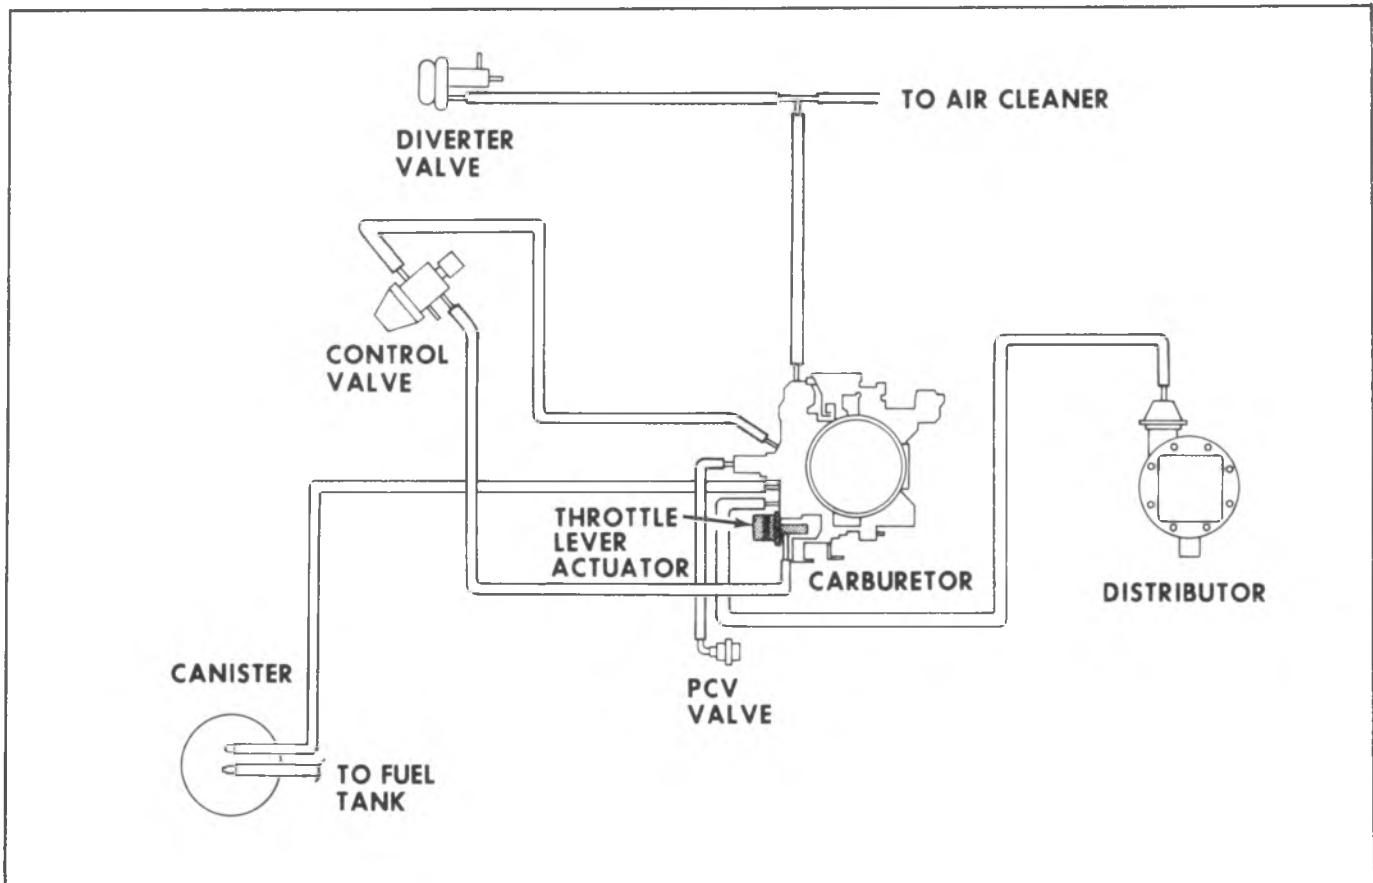 TO AIR CLEANER
DIVERTER
VALVE
CONTROL
VALVE
THROTTLE
LEVER
ACTUATOR
CARBURETOR
DISTRIBUTOR
CANISTER
PCV
VALVE
TO FUEL
TANK